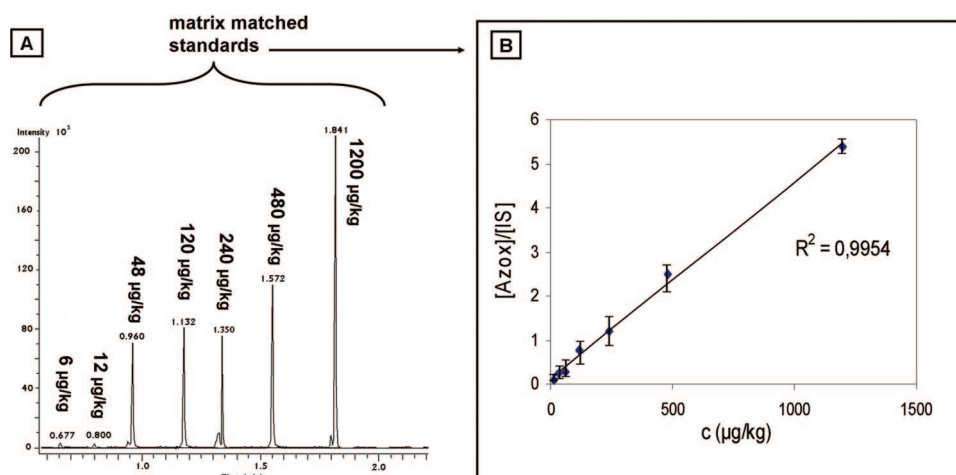 A
matrix matched
standards
B
Intensity 10³
200
160
120
80
40
0
1.0
1.5
2.0
0.677
0.800
0.960
1.132
1.350
1.572
1.841
6 µg/kg
12 µg/kg
48 µg/kg
120 µg/kg
240 µg/kg
480 µg/kg
1200 µg/kg
[Azox]/[IS]
6
5
4
3
2
1
0
R² = 0,9954
0
500
1000
1500
c (µg/kg)